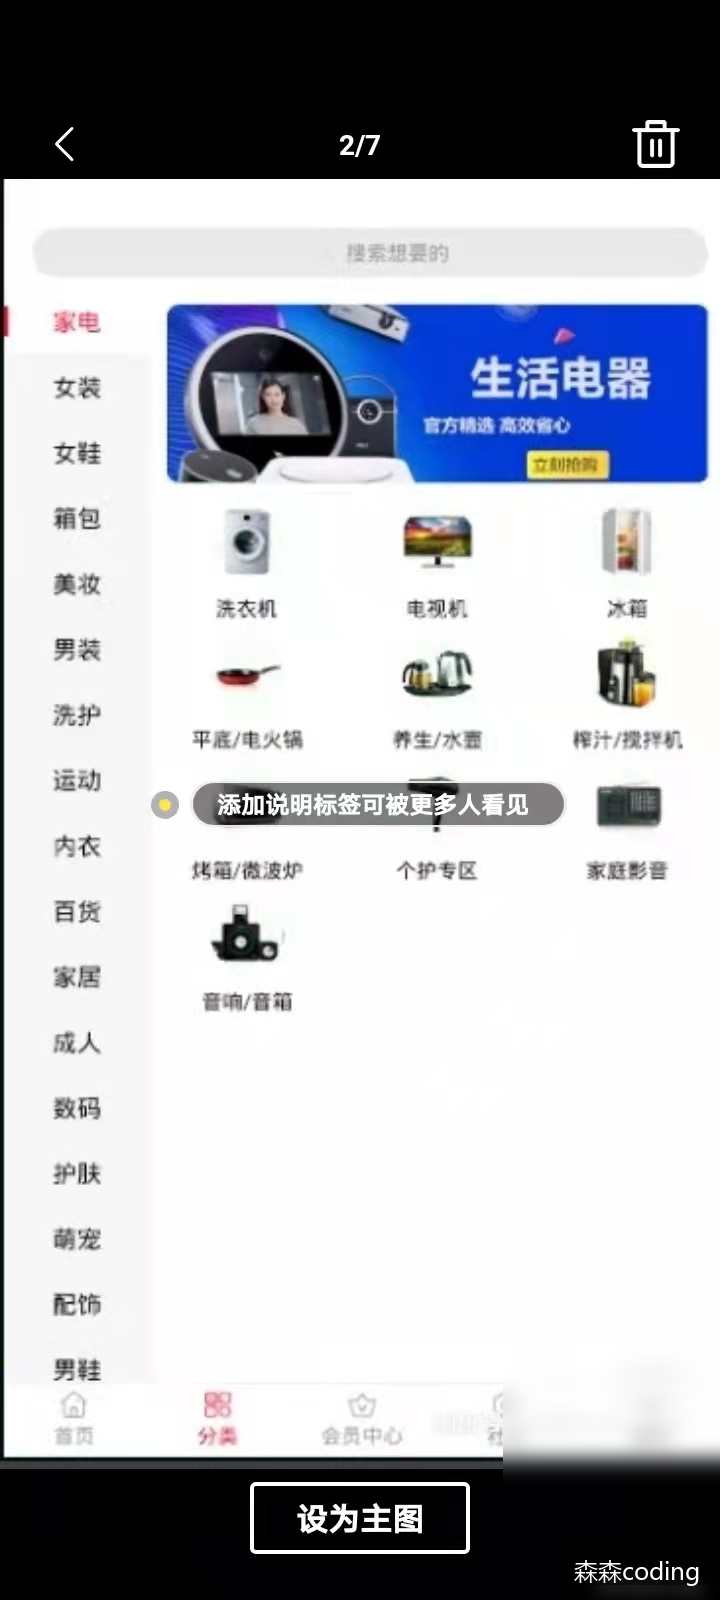 2/7
搜索想要的
家电
女装
女鞋
箱包
美妆
男装
洗护
运动
内衣
百货
家居
成人
数码
护肤
萌宠
配饰
男鞋
生活电器
官方精选 高效省心
立刻抢购
洗衣机
电视机
冰箱
平底/电火锅
养生/水壶
榨汁/搅拌机
添加说明标签可被更多人看见
烤箱/微波炉
个护专区
家庭影音
音响/音箱
首页
分类
会员中心
设为主图
森森coding